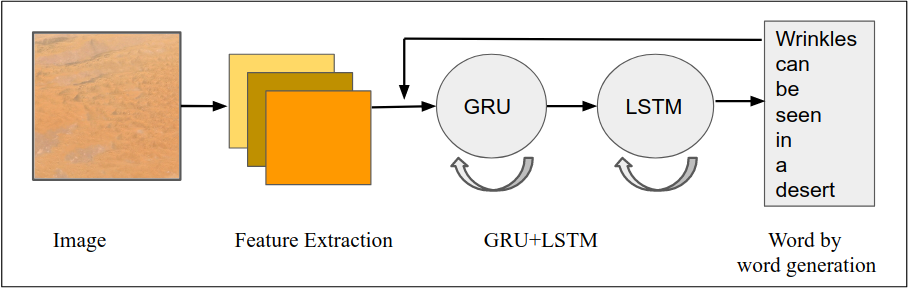 Wrinkles
can
be
seen
in
a
desert
GRU
LSTM
Image
Feature Extraction
GRU+LSTM
Word by
word generation